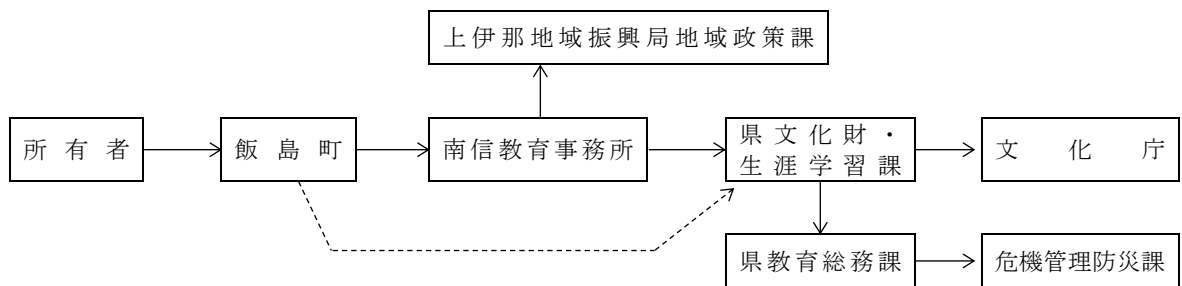 上伊那地域振興局地域政策課
所有者
飯島町
南信教育事務所
県文化財・
生涯学習課
文化庁
県教育総務課
危機管理防災課